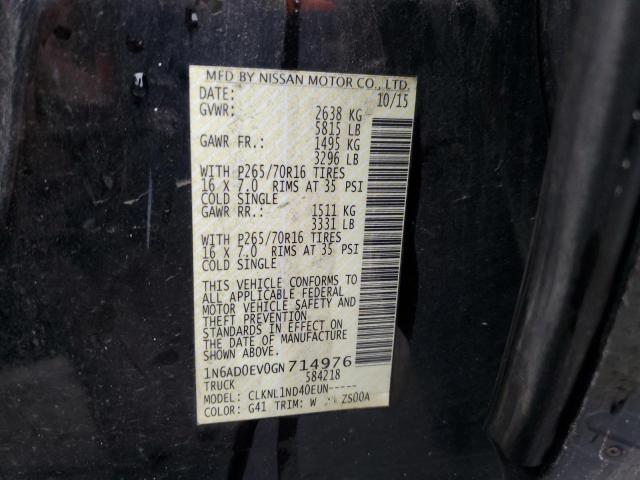 MFD BY NISSAN MOTOR CO., LTD.
DATE: 10/15
GVWR: 2638 KG
5815 LB
GAWR FR.: 1495 KG
3296 LB
WITH P265/70R16 TIRES
16 X 7.0 RIMS AT 35 PSI
COLD SINGLE
GAWR RR.: 1511 KG
3331 LB
WITH P265/70R16 TIRES
16 X 7.0 RIMS AT 35 PSI
COLD SINGLE
THIS VEHICLE CONFORMS TO
ALL APPLICABLE FEDERAL
MOTOR VEHICLE SAFETY AND
THEFT PREVENTION
STANDARDS IN EFFECT ON
THE DATE OF MANUFACTURE
SHOWN ABOVE.
1N6AD0EV0GN714976
TRUCK 584218
MODEL: CLKNL1ND40EUN-----
COLOR: G41 TRIM: W ZS00A